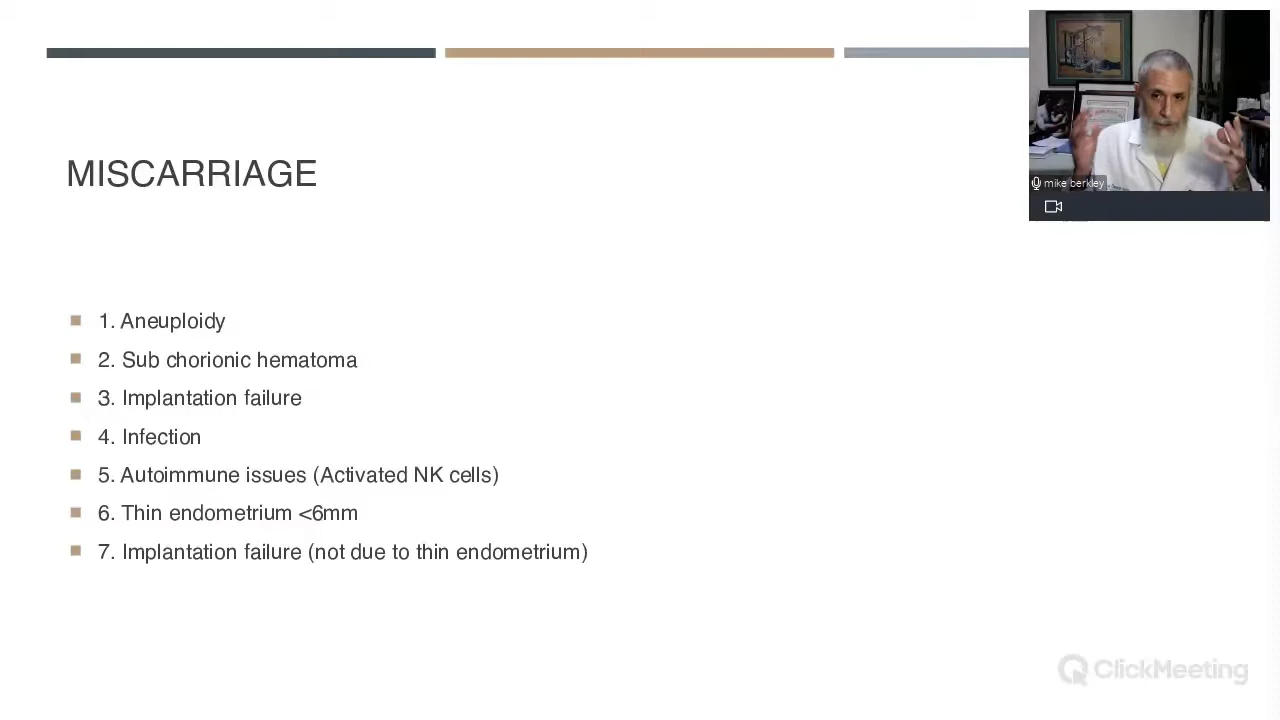 MISCARRIAGE
mike berkley
1. Aneuploidy
2. Sub chorionic hematoma
3. Implantation failure
4. Infection
5. Autoimmune issues (Activated NK cells)
6. Thin endometrium <6mm
7. Implantation failure (not due to thin endometrium)
ClickMeeting